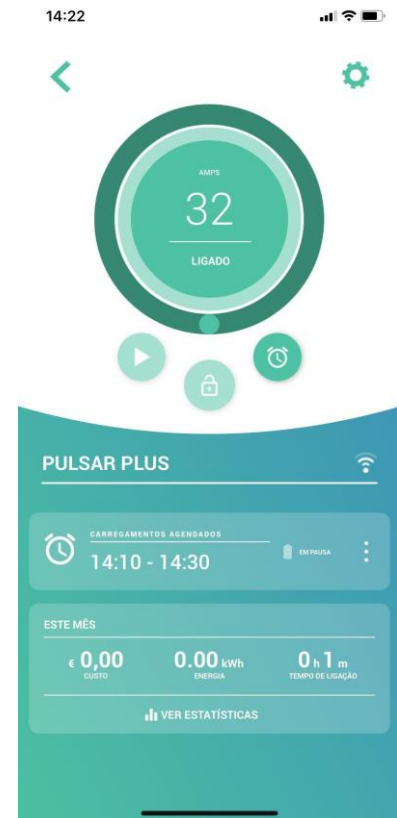 14:22
AMPS
32
LIGADO
PULSAR PLUS
CARREGAMENTOS AGENDADOS
14:10 - 14:30
EM PAUSA
ESTE MÊS
€ 0,00 0.00 kWh 0 h 1 m
CUSTO ENERGIA TEMPO DE LIGAÇÃO
VER ESTATÍSTICAS